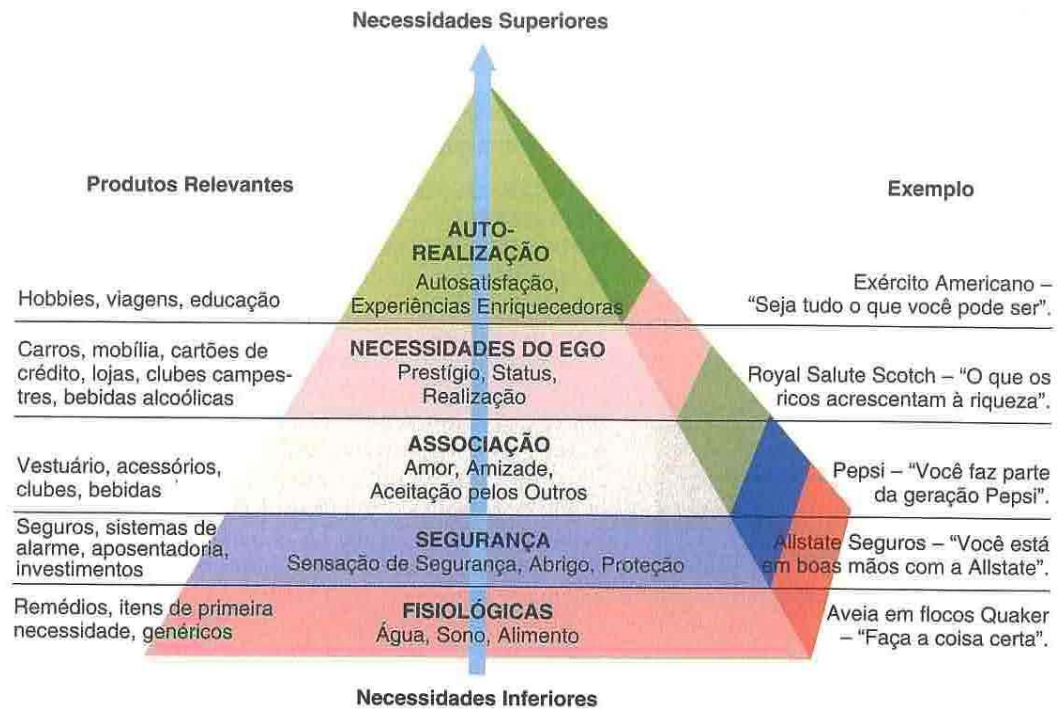 Necessidades Superiores
Produtos Relevantes
Exemplo
AUTO-
REALIZAÇÃO
Autosatisfação,
Experiências Enriquecedoras
Hobbies, viagens, educação
Exército Americano –
“Seja tudo o que você pode ser”.
Carros, mobília, cartões de
crédito, lojas, clubes campes-
tres, bebidas alcoólicas
NECESSIDADES DO EGO
Prestígio, Status,
Realização
Royal Salute Scotch – “O que os
ricos acrescentam à riqueza”.
Vestuário, acessórios,
clubes, bebidas
ASSOCIAÇÃO
Amor, Amizade,
Aceitação pelos Outros
Pepsi – “Você faz parte
da geração Pepsi”.
Seguros, sistemas de
alarme, aposentadoria,
investimentos
SEGURANÇA
Sensação de Segurança, Abrigo, Proteção
Allstate Seguros – “Você está
em boas mãos com a Allstate”.
Remédios, itens de primeira
necessidade, genéricos
FISIOLÓGICAS
Água, Sono, Alimento
Aveia em flocos Quaker
– “Faça a coisa certa”.
Necessidades Inferiores